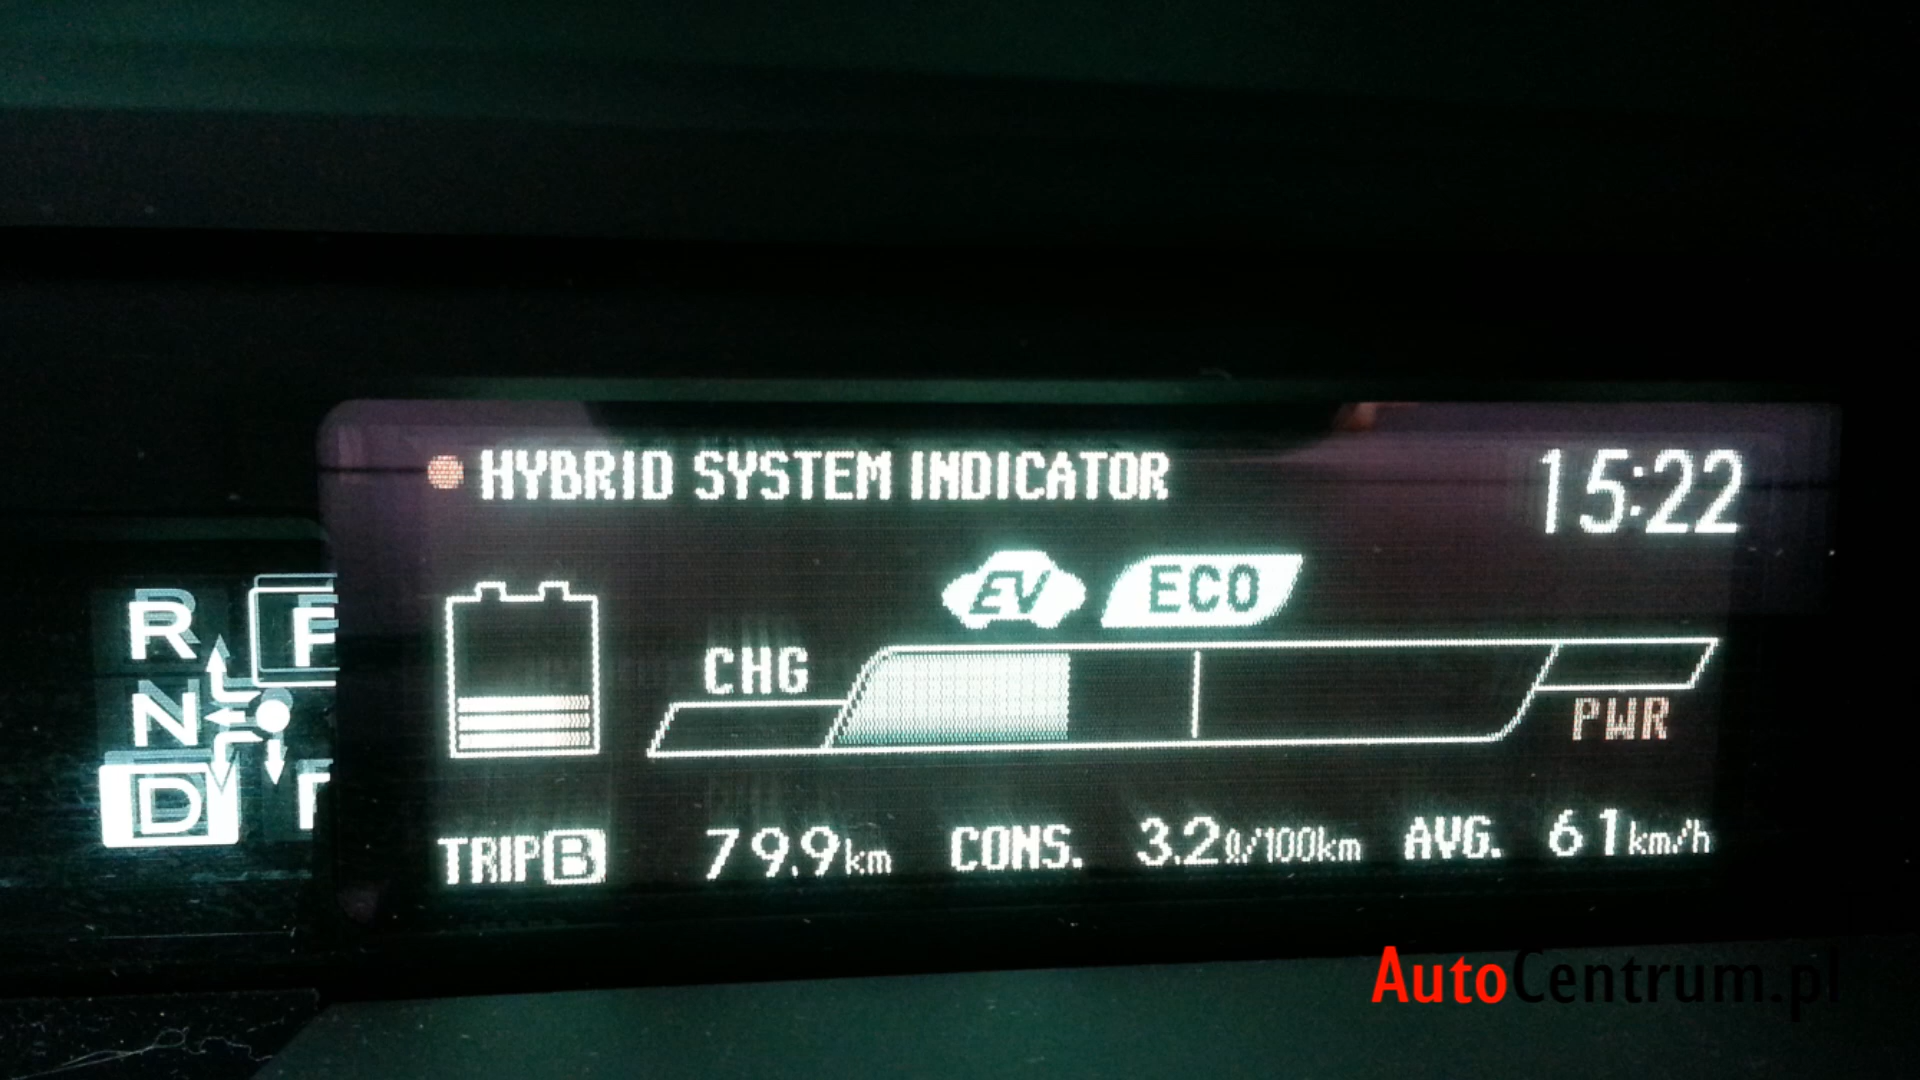 HYBRID SYSTEM INDICATOR 15:22
EV ECO
R
CHG
N
PWR
D
TRIP B 79.9km CONS. 3.2ℓ/100km AVG. 61km/h
AutoCentrum.pl